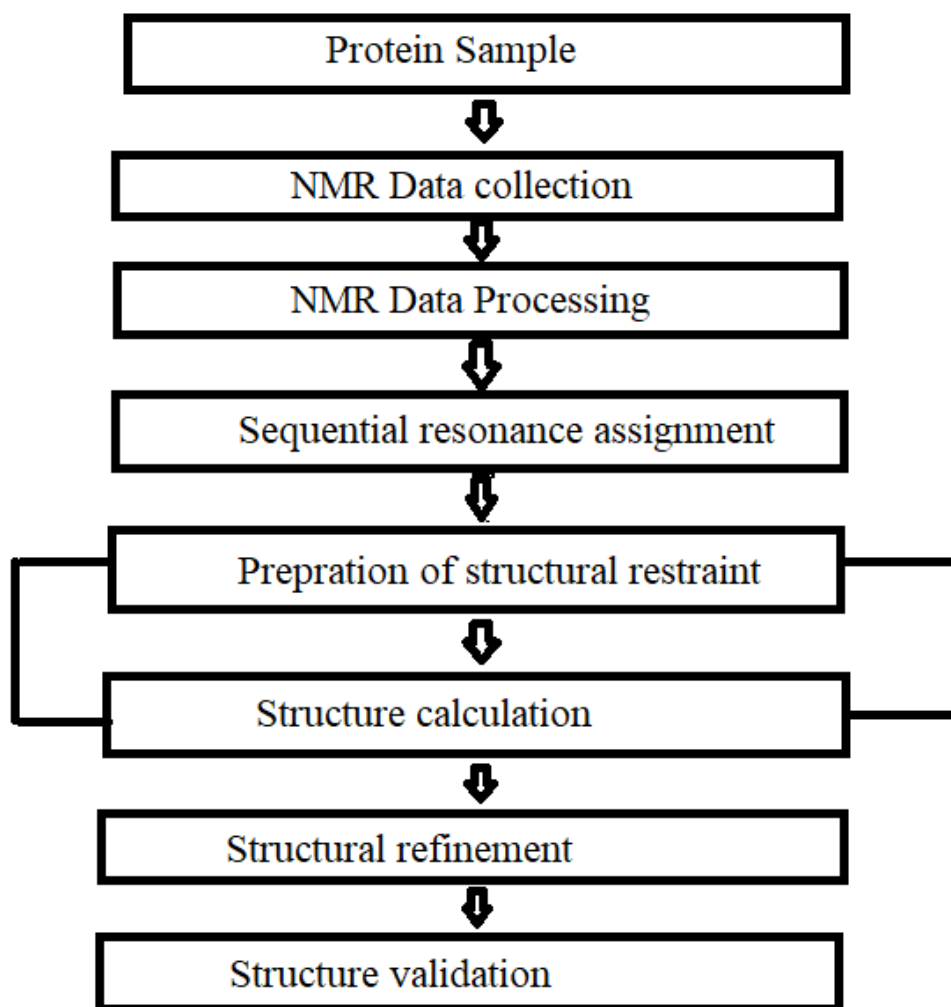 Protein Sample
NMR Data collection
NMR Data Processing
Sequential resonance assignment
Prepration of structural restraint
Structure calculation
Structural refinement
Structure validation